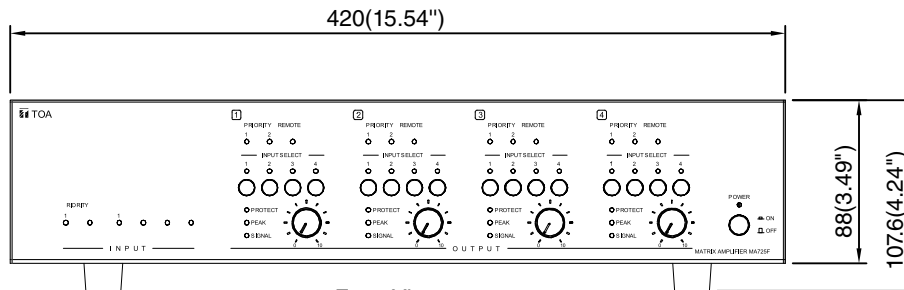 420(15.54")
TOA
1 2 3 4
PRIORITY REMOTE PRIORITY REMOTE PRIORITY REMOTE PRIORITY REMOTE
1 2 1 2 1 2 1 2
INPUT SELECT INPUT SELECT INPUT SELECT INPUT SELECT
1 2 3 4 1 2 3 4 1 2 3 4 1 2 3 4
RIORITY
1 1
PROTECT PROTECT PROTECT PROTECT
PEAK PEAK PEAK PEAK
SIGNAL SIGNAL SIGNAL SIGNAL
0 10 0 10 0 10 0 10
POWER
ON
OFF
INPUT
OUTPUT
MATRIX AMPLIFIER MA725F
88(3.49")
107.6(4.24")